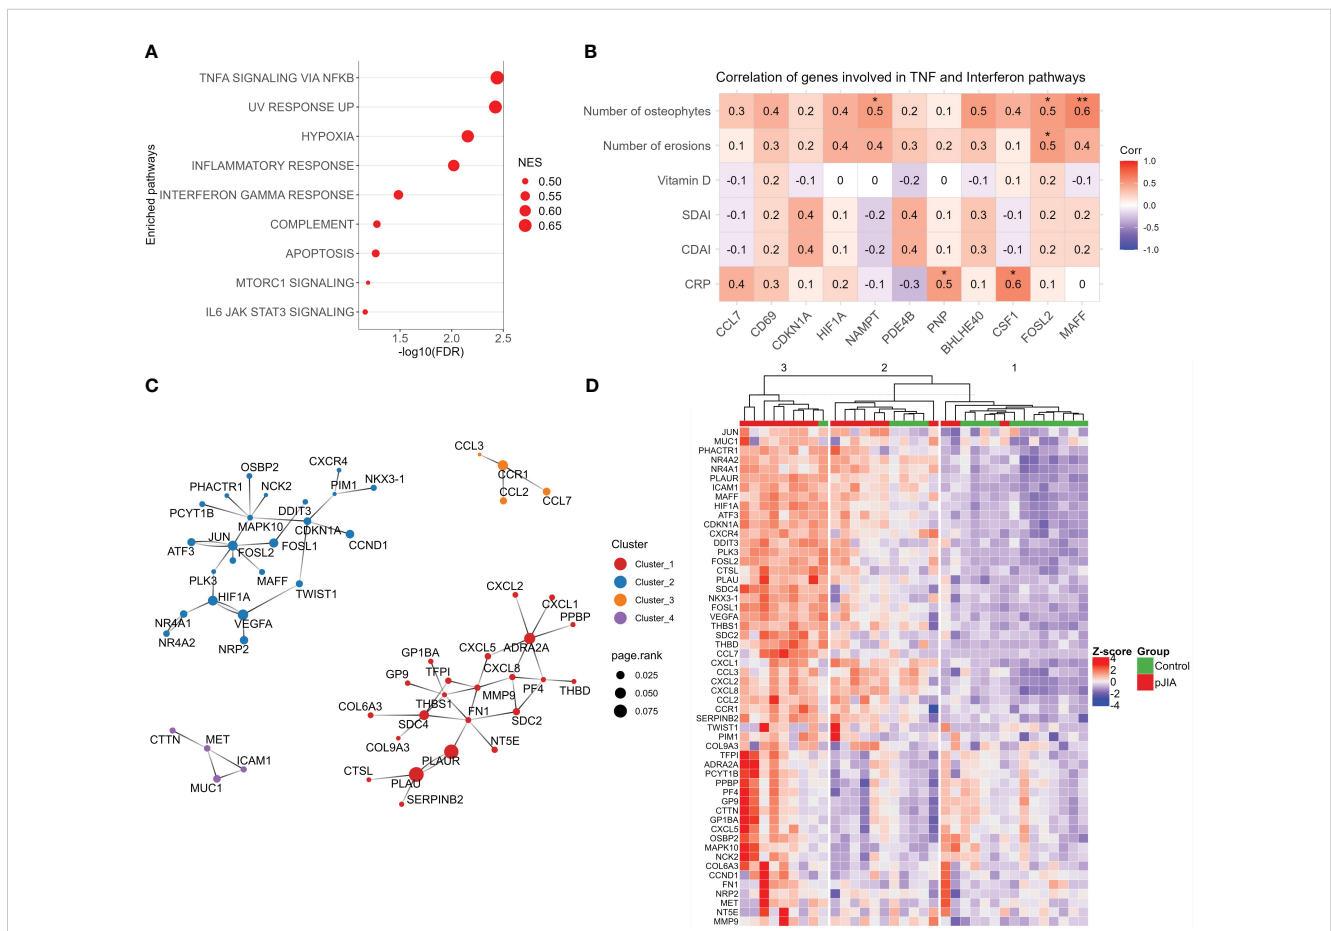 A
TNFA SIGNALING VIA NFKB
UV RESPONSE UP
HYPOXIA
INFLAMMATORY RESPONSE
INTERFERON GAMMA RESPONSE
COMPLEMENT
APOPTOSIS
MTORC1 SIGNALING
IL6 JAK STAT3 SIGNALING
Enriched pathways
1.5 2.0 2.5
-log10(FDR)
NES
0.50
0.55
0.60
0.65
B
Correlation of genes involved in TNF and Interferon pathways
* * **
Number of osteophytes 0.3 0.4 0.2 0.4 0.5 0.2 0.1 0.5 0.4 0.5 0.6
*
Number of erosions 0.1 0.3 0.2 0.4 0.4 0.3 0.2 0.3 0.1 0.5 0.4
Vitamin D -0.1 0.2 -0.1 0 0 -0.2 0 -0.1 0.1 0.2 -0.1
SDAI -0.1 0.2 0.4 0.1 -0.2 0.4 0.1 0.3 -0.1 0.2 0.2
CDAI -0.1 0.2 0.4 0.1 -0.2 0.4 0.1 0.3 -0.1 0.2 0.2
* *
CRP 0.4 0.3 0.1 0.2 -0.1 -0.3 0.5 0.1 0.6 0.1 0
CCL7 CD69 CDKN1A HIF1A NAMPT PDE4B PNP BHLHE40 CSF1 FOSL2 MAFF
Corr
1.0
0.5
0.0
-0.5
-1.0
C
CCL3
CCR1
CCL2
CCL7
CXCR4
OSBP2
NKX3-1
PIM1
PHACTR1
NCK2
PCYT1B
DDIT3
MAPK10
CDKN1A
JUN
CCND1
ATF3
FOSL2
FOSL1
PLK3
MAFF
TWIST1
HIF1A
NR4A1
VEGFA
NR4A2
NRP2
CXCL2
CXCL1
PPBP
CXCL5
ADRA2A
GP1BA
TFPI
CXCL8
GP9
MMP9
PF4
THBD
COL6A3
THBS1
FN1
SDC4
SDC2
COL9A3
NT5E
PLAUR
CTSL
PLAU
SERPINB2
CTTN
MET
ICAM1
MUC1
Cluster
Cluster_1
Cluster_2
Cluster_3
Cluster_4
page.rank
0.025
0.050
0.075
D
3 2 1
JUN
MUC1
PHACTR1
NR4A2
NR4A1
PLAUR
ICAM1
MAFF
HIF1A
ATF3
CDKN1A
CXCR4
DDIT3
PLK3
FOSL2
CTSL
PLAU
SDC4
NKX3-1
FOSL1
VEGFA
THBS1
SDC2
THBD
CCL7
CXCL1
CCL3
CXCL2
CXCL8
CCL2
CCR1
SERPINB2
TWIST1
PIM1
COL9A3
TFPI
ADRA2A
PCYT1B
PPBP
PF4
GP9
CTTN
GP1BA
CXCL5
OSBP2
MAPK10
NCK2
COL6A3
CCND1
FN1
NRP2
MET
NT5E
MMP9
Z-score
4
2
0
-2
-4
Group
Control
pJIA